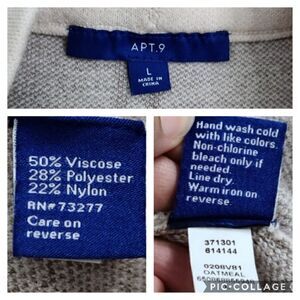 APT.9
L
MADE IN
CHINA
50% Viscose
28% Polyester
22% Nylon
RN# 73277
Care on
reverse
Hand wash cold
with like colors.
Non-chlorine
bleach only if
needed.
Line dry.
Warm iron on
reverse.
371301
614144
0208V81
OATMEAL
PIC•COLLAGE